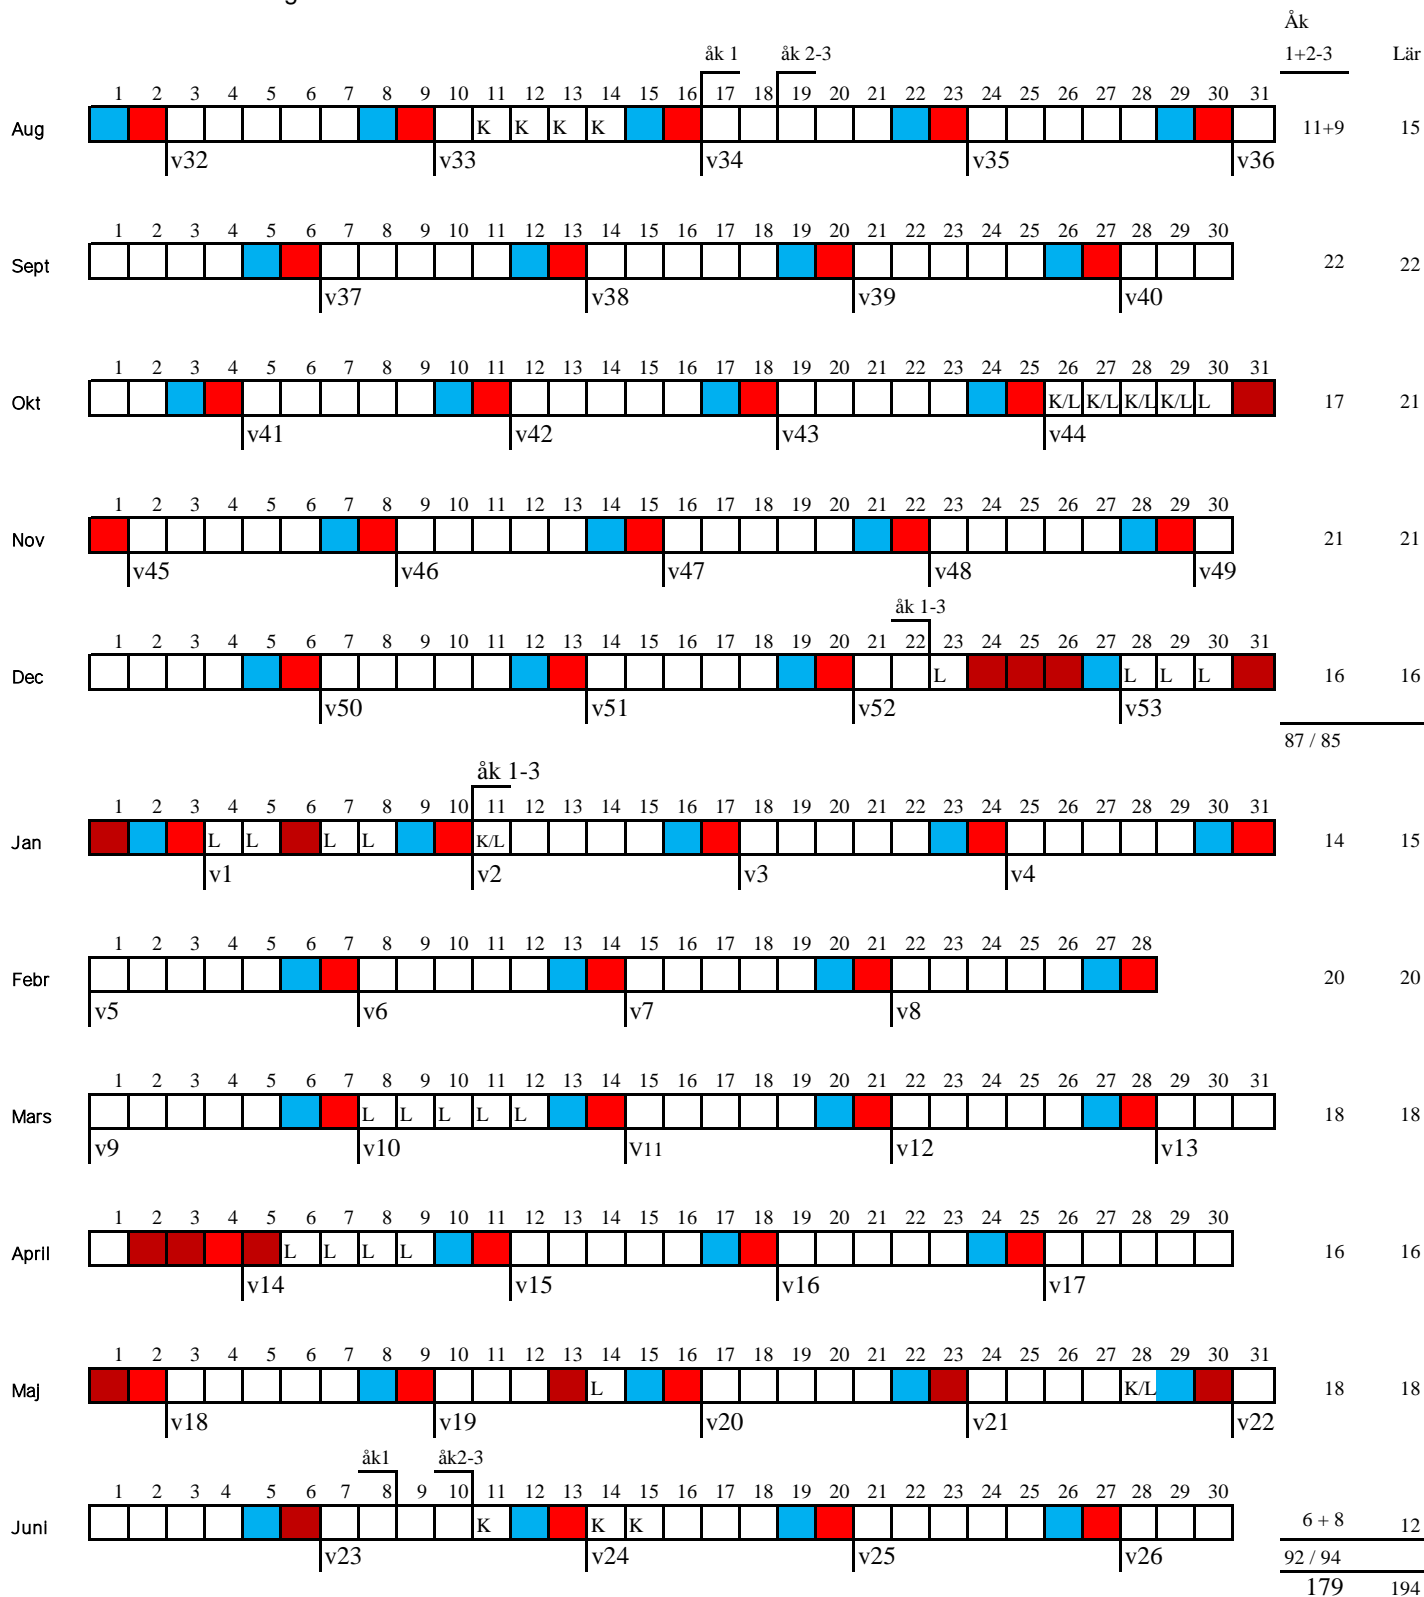 g
Åk
åk 1 åk 2-3 1+2-3 Lär
1 2 3 4 5 6 7 8 9 10 11 12 13 14 15 16 17 18 19 20 21 22 23 24 25 26 27 28 29 30 31
Aug K K K K 11+9 15
v32 v33 v34 v35 v36
1 2 3 4 5 6 7 8 9 10 11 12 13 14 15 16 17 18 19 20 21 22 23 24 25 26 27 28 29 30
Sept 22 22
v37 v38 v39 v40
1 2 3 4 5 6 7 8 9 10 11 12 13 14 15 16 17 18 19 20 21 22 23 24 25 26 27 28 29 30 31
Okt K/L K/L K/L K/L L 17 21
v41 v42 v43 v44
1 2 3 4 5 6 7 8 9 10 11 12 13 14 15 16 17 18 19 20 21 22 23 24 25 26 27 28 29 30
Nov 21 21
v45 v46 v47 v48 v49
åk 1-3
1 2 3 4 5 6 7 8 9 10 11 12 13 14 15 16 17 18 19 20 21 22 23 24 25 26 27 28 29 30 31
Dec L L L L 16 16
v50 v51 v52 v53
87 / 85
åk 1-3
1 2 3 4 5 6 7 8 9 10 11 12 13 14 15 16 17 18 19 20 21 22 23 24 25 26 27 28 29 30 31
Jan L L L L K/L 14 15
v1 v2 v3 v4
1 2 3 4 5 6 7 8 9 10 11 12 13 14 15 16 17 18 19 20 21 22 23 24 25 26 27 28
Febr 20 20
v5 v6 v7 v8
1 2 3 4 5 6 7 8 9 10 11 12 13 14 15 16 17 18 19 20 21 22 23 24 25 26 27 28 29 30 31
Mars L L L L L 18 18
v9 v10 V11 v12 v13
1 2 3 4 5 6 7 8 9 10 11 12 13 14 15 16 17 18 19 20 21 22 23 24 25 26 27 28 29 30
April L L L L 16 16
v14 v15 v16 v17
1 2 3 4 5 6 7 8 9 10 11 12 13 14 15 16 17 18 19 20 21 22 23 24 25 26 27 28 29 30 31
Maj L K/L 18 18
v18 v19 v20 v21 v22
åk1 åk2-3
1 2 3 4 5 6 7 8 9 10 11 12 13 14 15 16 17 18 19 20 21 22 23 24 25 26 27 28 29 30
Juni K K K 6 + 8 12
v23 v24 v25 v26
92 / 94
179 194